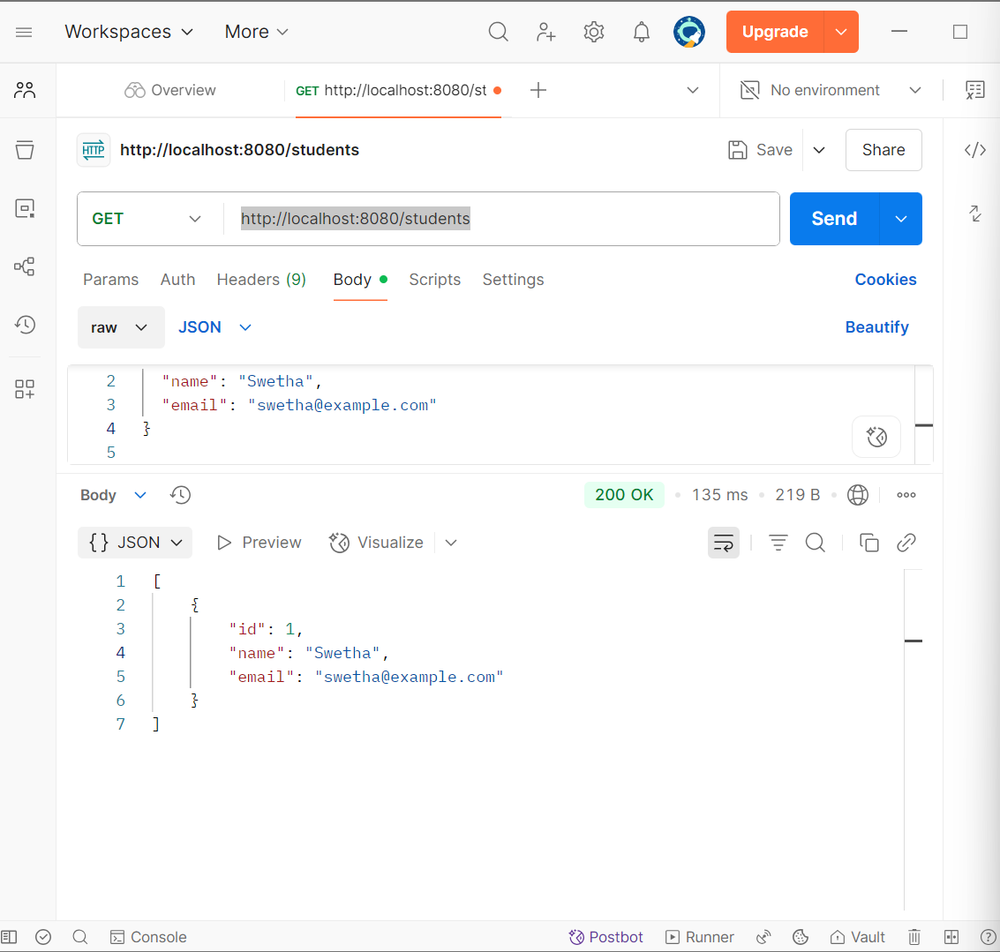 Workspaces More Upgrade
Overview GET http://localhost:8080/st No environment
HTTP http://localhost:8080/students Save Share
GET http://localhost:8080/students Send
Params Auth Headers (9) Body Scripts Settings Cookies
raw JSON Beautify
2 "name": "Swetha",
3 "email": "swetha@example.com"
4 }
5
Body 200 OK 135 ms 219 B
{} JSON Preview Visualize
1 [
2 {
3 "id": 1,
4 "name": "Swetha",
5 "email": "swetha@example.com"
6 }
7 ]
Console Postbot Runner Vault